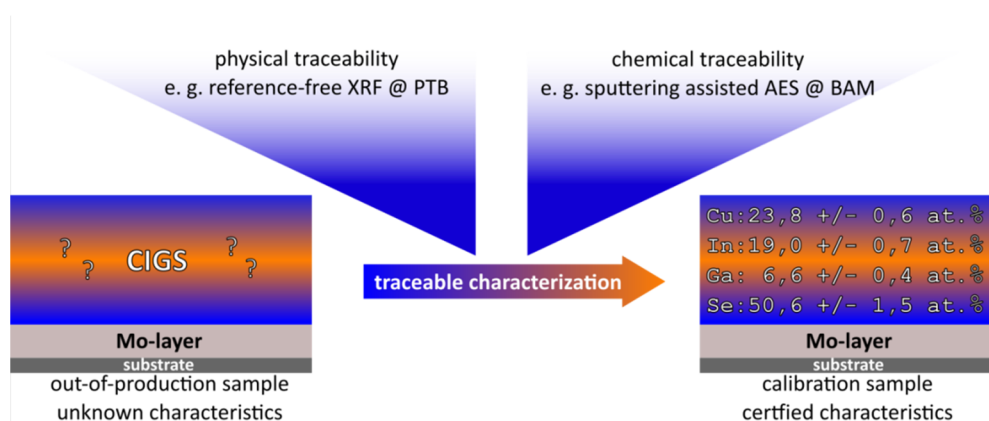 physical traceability
e. g. reference-free XRF @ PTB
chemical traceability
e. g. sputtering assisted AES @ BAM
? ? CIGS ? ?
traceable characterization
Cu:23,8 +/- 0,6 at.%
In:19,0 +/- 0,7 at.%
Ga: 6,6 +/- 0,4 at.%
Se:50,6 +/- 1,5 at.%
Mo-layer
substrate
out-of-production sample
unknown characteristics
Mo-layer
substrate
calibration sample
certfied characteristics